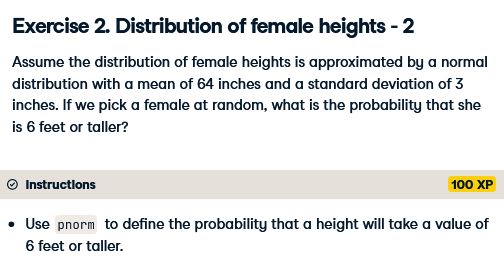 Exercise 2. Distribution of female heights - 2
Assume the distribution of female heights is approximated by a normal
distribution with a mean of 64 inches and a standard deviation of 3
inches. If we pick a female at random, what is the probability that she
is 6 feet or taller?
Instructions 100 XP
• Use pnorm to define the probability that a height will take a value of
6 feet or taller.